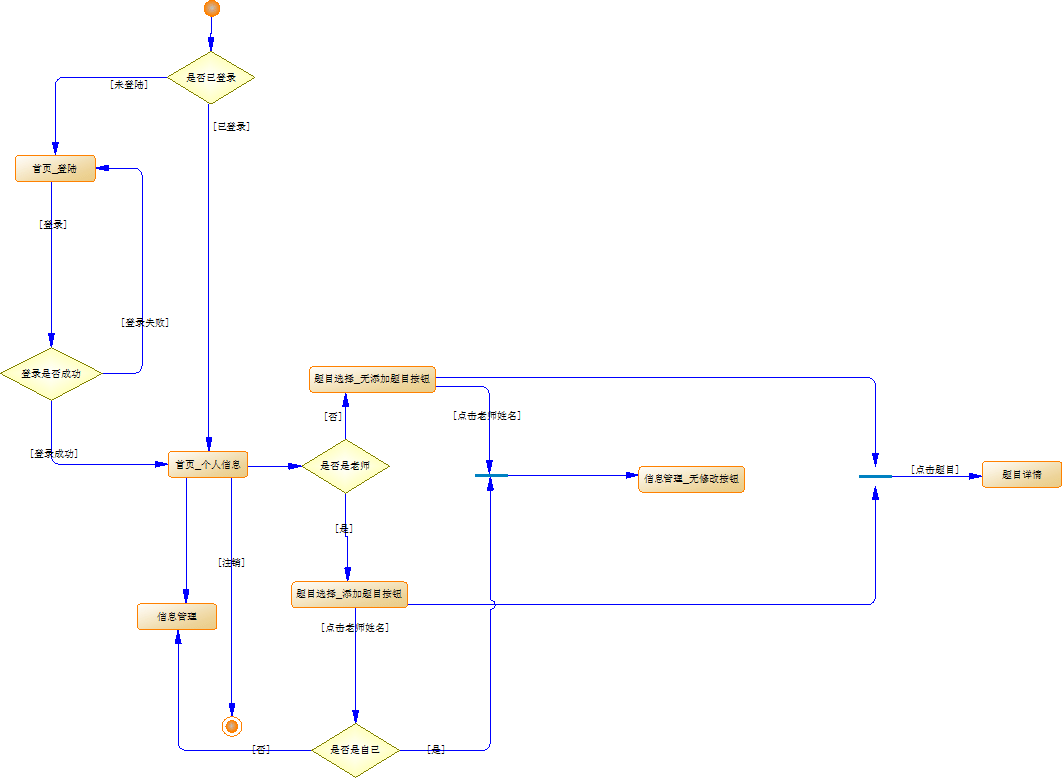 是否已登录
[未登陆]
[已登录]
首页_登陆
[登录]
[登录失败]
登录是否成功
[登录成功]
首页_个人信息
题目选择_无添加题目按钮
[否]
[点击老师姓名]
是否是老师
信息管理_无修改按钮
[点击题目]
题目详情
[是]
[注销]
题目选择_添加题目按钮
信息管理
[点击老师姓名]
[否]
是否是自已
[是]